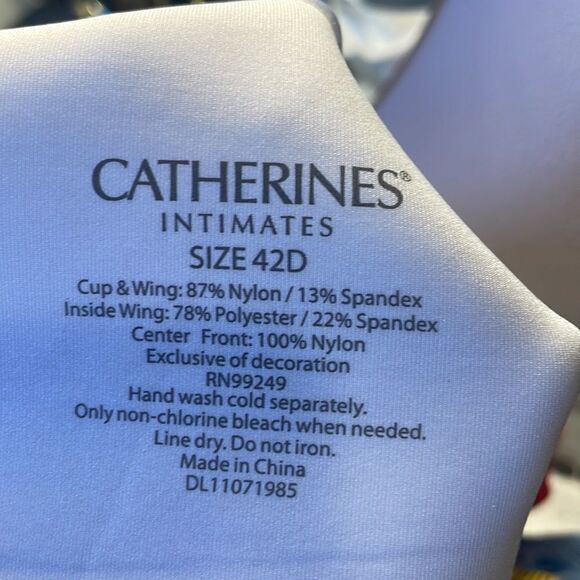 CATHERINES®
INTIMATES
SIZE 42D
Cup & Wing: 87% Nylon / 13% Spandex
Inside Wing: 78% Polyester / 22% Spandex
Center Front: 100% Nylon
Exclusive of decoration
RN99249
Hand wash cold separately.
Only non-chlorine bleach when needed.
Line dry. Do not iron.
Made in China
DL11071985